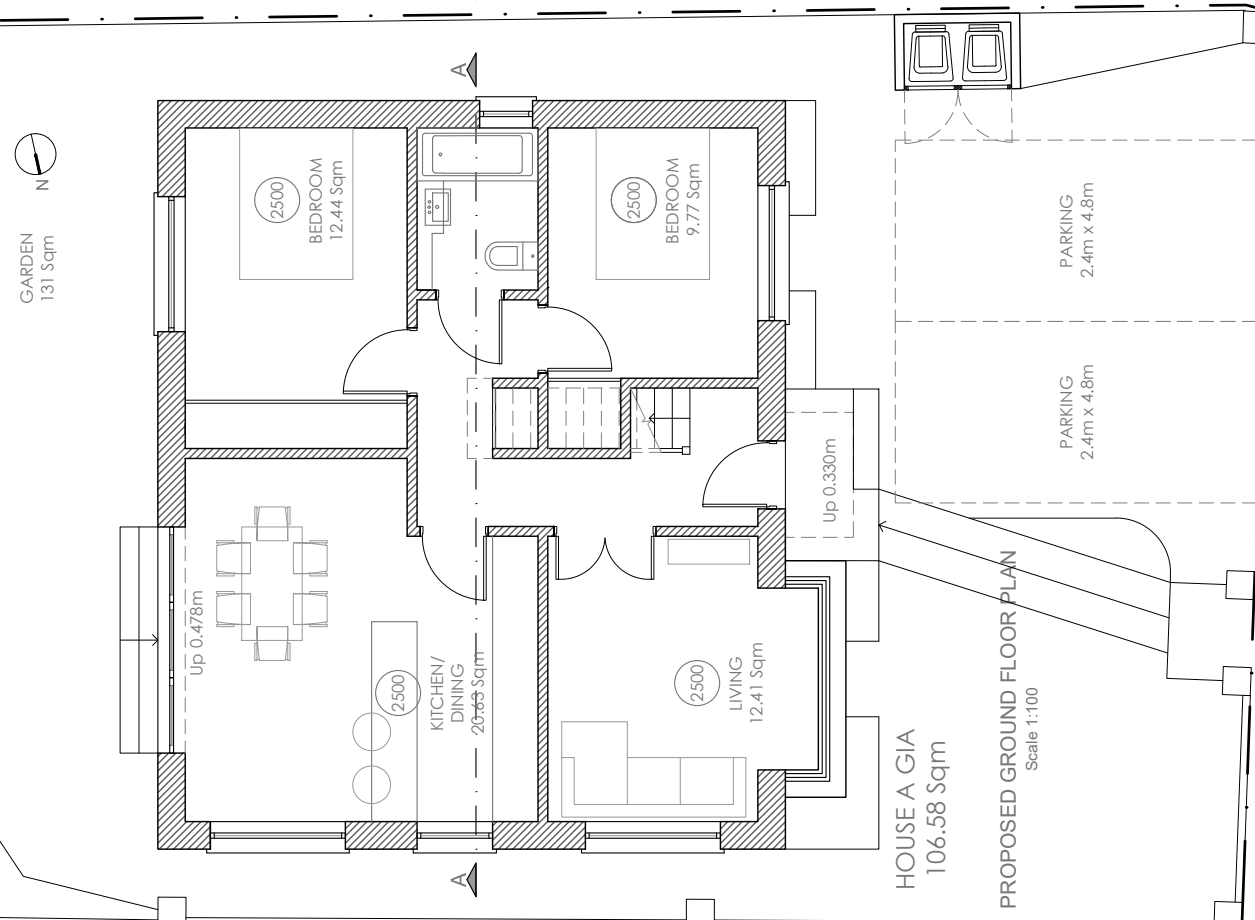 A
N
GARDEN
131 Sqm
2500
BEDROOM
12.44 Sqm
2500
BEDROOM
9.77 Sqm
PARKING
2.4m x 4.8m
PARKING
2.4m x 4.8m
Up 0.330m
Up 0.478m
2500
KITCHEN/
DINING
20.63 Sqm
2500
LIVING
12.41 Sqm
HOUSE A GIA
106.58 Sqm
PROPOSED GROUND FLOOR PLAN
Scale 1:100
A